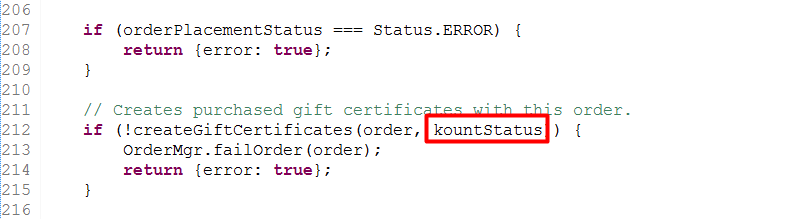 206
207 if (orderPlacementStatus === Status.ERROR) {
208 return {error: true};
209 }
210
211 // Creates purchased gift certificates with this order.
212 if (!createGiftCertificates(order, kountStatus)) {
213 OrderMgr.failOrder(order);
214 return {error: true};
215 }
216